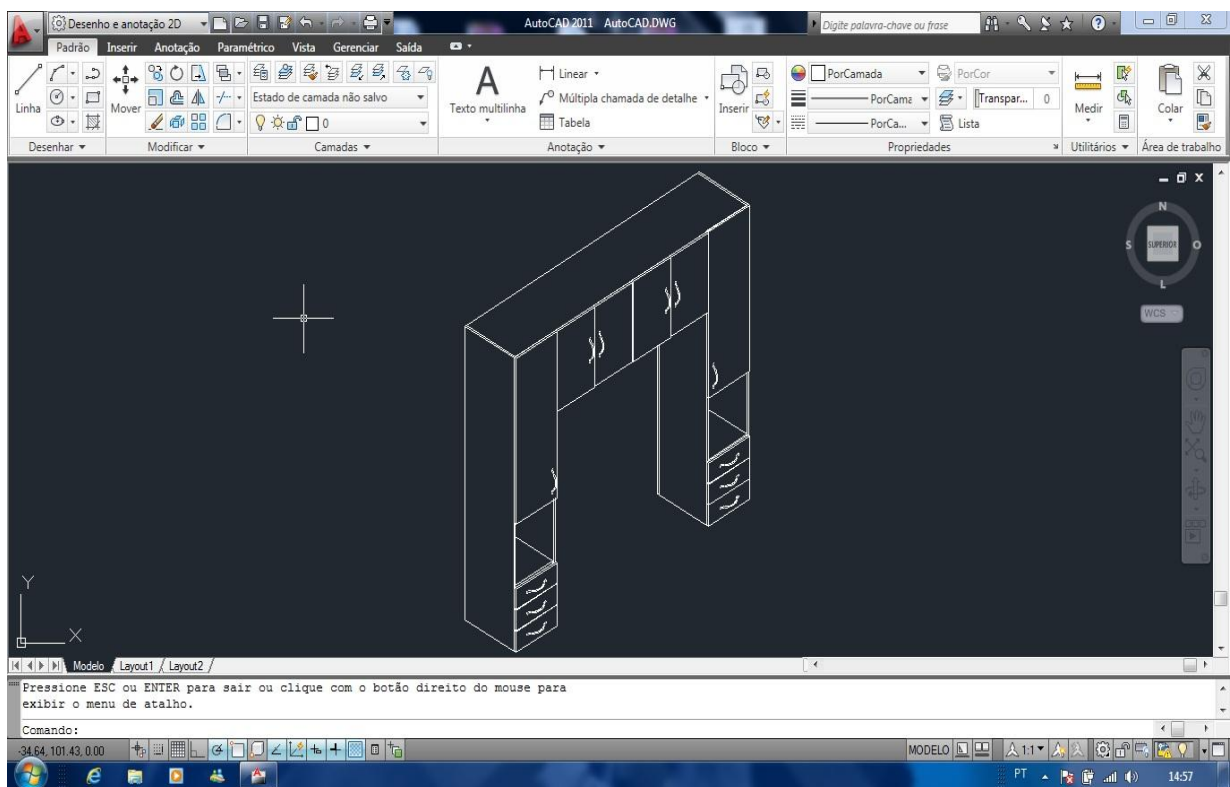 Desenho e anotação 2D
AutoCAD 2011 AutoCAD.DWG
Digite palavra-chave ou frase
Padrão Inserir Anotação Paramétrico Vista Gerenciar Saída
Linha
Mover
Estado de camada não salvo
0
A
Texto multilinha
Linear
Múltipla chamada de detalhe
Tabela
Inserir
PorCamada
PorCama
PorCa...
PorCor
Transpar... 0
Lista
Medir
Colar
Desenhar Modificar Camadas Anotação Bloco Propriedades Utilitários Área de trabalho
N
S SUPERIOR O
L
WCS
Y
X
Modelo Layout1 Layout2
Pressione ESC ou ENTER para sair ou clique com o botão direito do mouse para
exibir o menu de atalho.
Comando:
-34.64, 101.43, 0.00
MODELO
1:1
PT
14:57